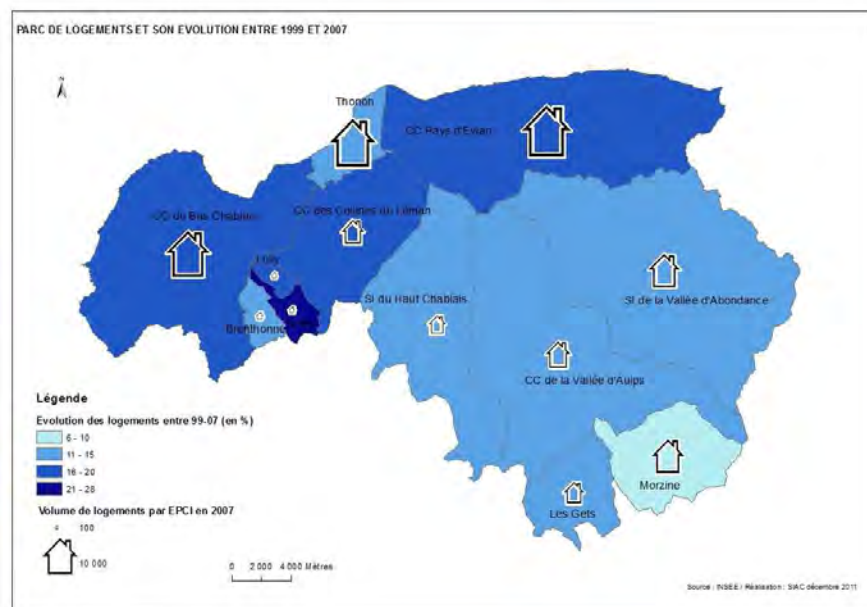 PARC DE LOGEMENTS ET SON EVOLUTION ENTRE 1999 ET 2007
N
Thonon
CC Pays d'Evian
CC du Bas Chablais
CC des Collines du Léman
Lully
SI du Haut Chablais
SI de la Vallée d'Abondance
Brenthonne
CC de la Vallée d'Aulps
Morzine
Les Gets
Légende
Evolution des logements entre 99-07 (en %)
6 - 10
11 - 15
16 - 20
21 - 28
Volume de logements par EPCI en 2007
100
10 000
0 2 000 4 000 Mètres
Source : INSEE / Réalisation : SIAC décembre 2011